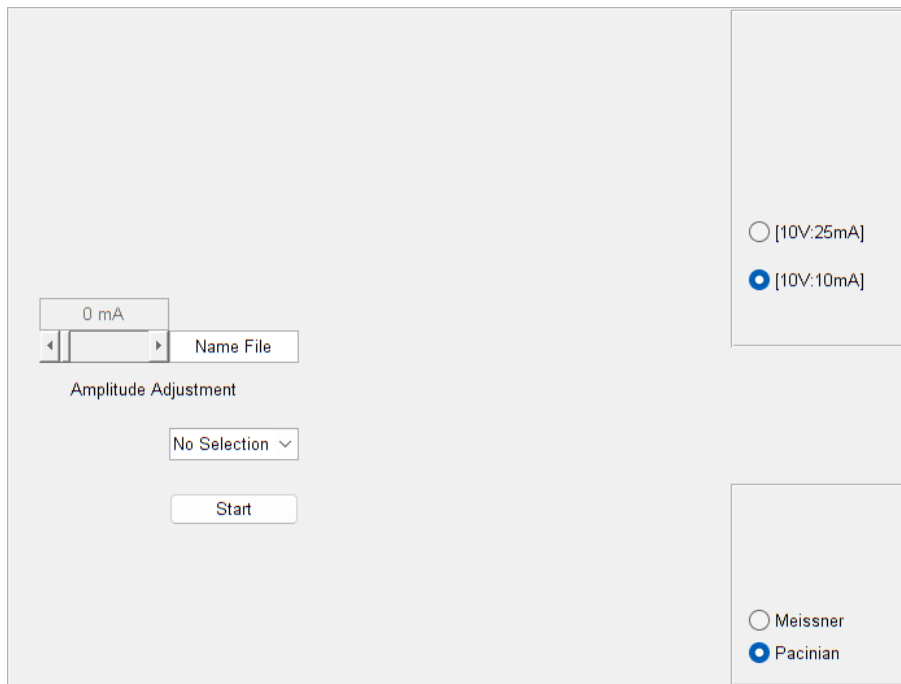 [10V:25mA]
[10V:10mA]
0 mA
Name File
Amplitude Adjustment
No Selection
Start
Meissner
Pacinian